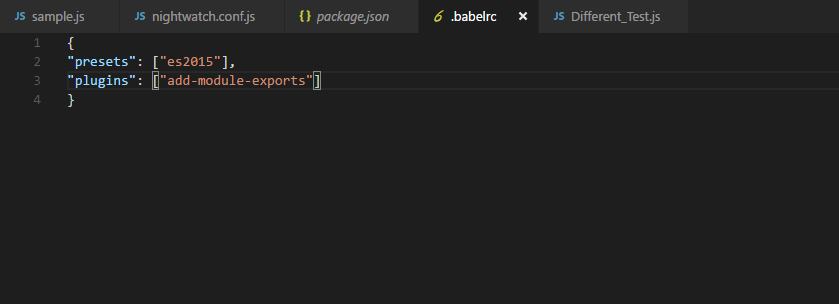 sample.js nightwatch.conf.js package.json .babelrc Different_Test.js
1 {
2 "presets": ["es2015"],
3 "plugins": ["add-module-exports"]
4 }